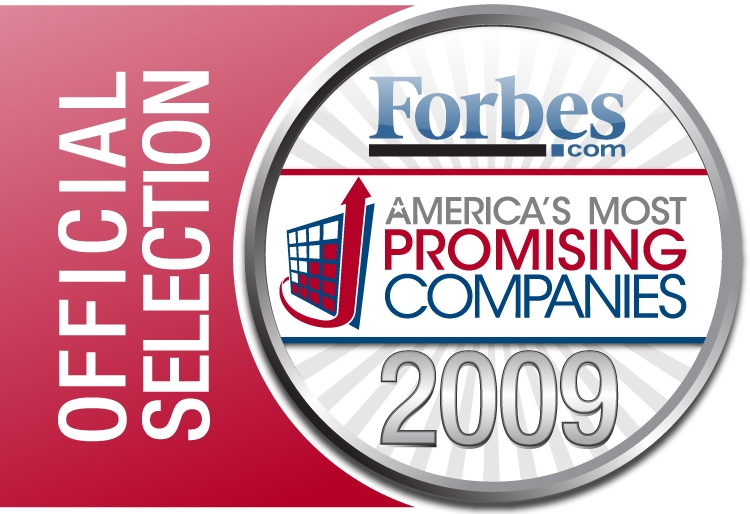 OFFICIAL
SELECTION
Forbes
.com
AMERICA'S MOST
PROMISING
COMPANIES
2009